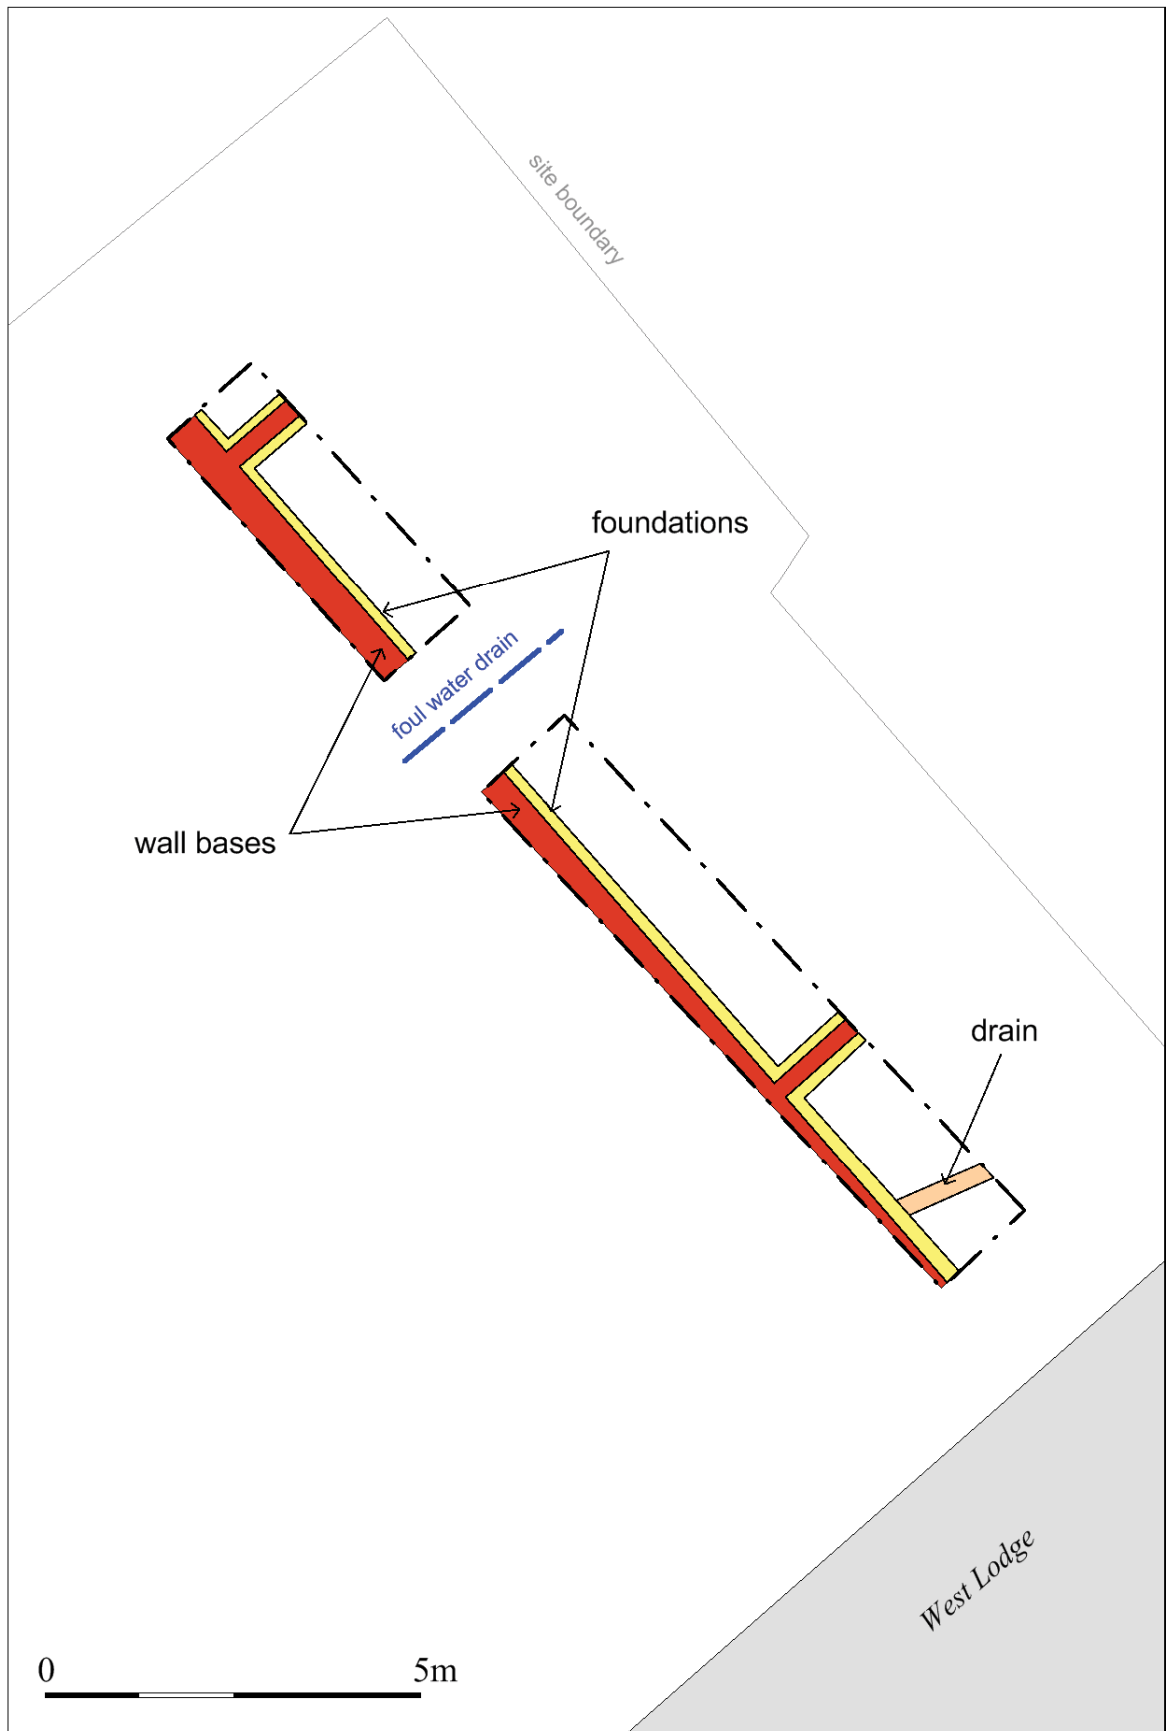 site boundary
foundations
foul water drain
wall bases
drain
West Lodge
0 5m